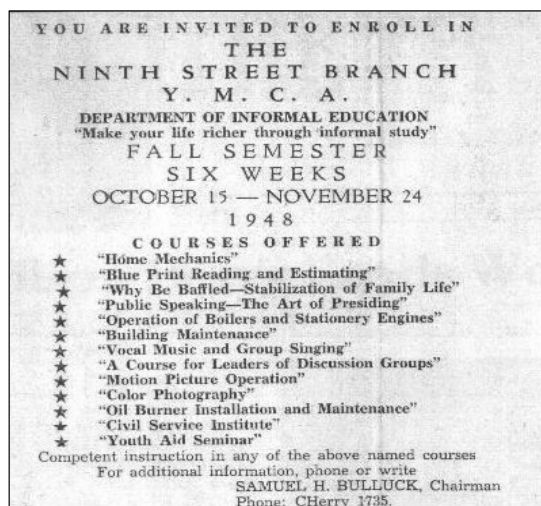 YOU ARE INVITED TO ENROLL IN
THE
NINTH STREET BRANCH
Y. M. C. A.
DEPARTMENT OF INFORMAL EDUCATION
"Make your life richer through informal study"
FALL SEMESTER
SIX WEEKS
OCTOBER 15 — NOVEMBER 24
1948
COURSES OFFERED
★ "Home Mechanics"
★ "Blue Print Reading and Estimating"
★ "Why Be Baffled—Stabilization of Family Life"
★ "Public Speaking—The Art of Presiding"
★ "Operation of Boilers and Stationery Engines"
★ "Building Maintenance"
★ "Vocal Music and Group Singing"
★ "A Course for Leaders of Discussion Groups"
★ "Motion Picture Operation"
★ "Color Photography"
★ "Oil Burner Installation and Maintenance"
★ "Civil Service Institute"
★ "Youth Aid Seminar"
Competent instruction in any of the above named courses
For additional information, phone or write
SAMUEL H. BULLUCK, Chairman
Phone: CHerry 1735.